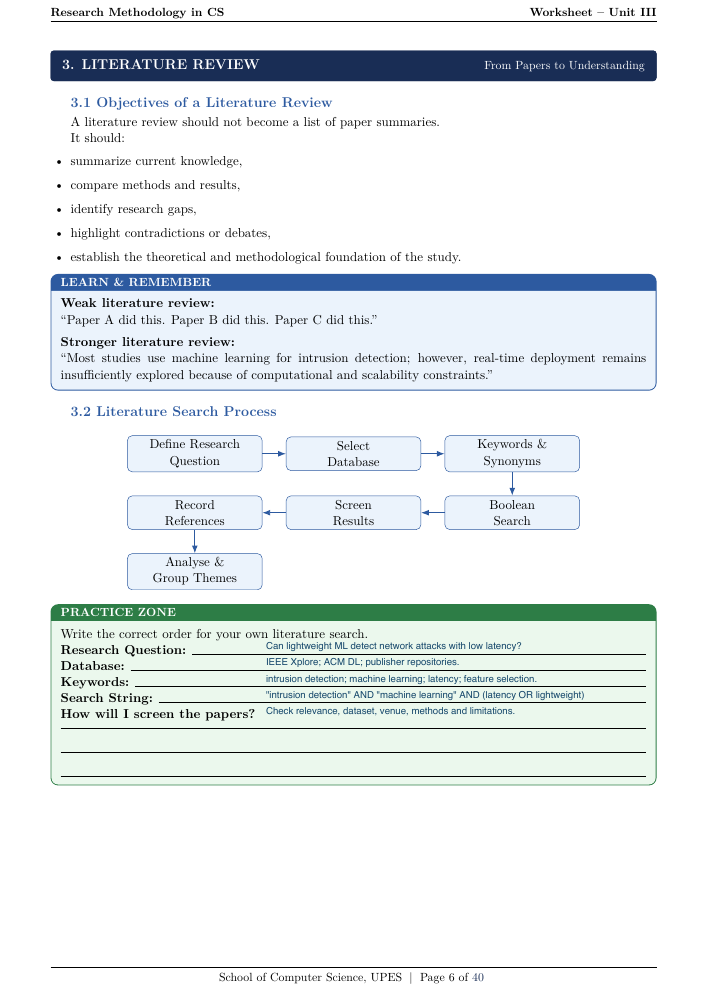 Research Methodology in CS Worksheet – Unit III
3. LITERATURE REVIEW From Papers to Understanding
3.1 Objectives of a Literature Review
A literature review should not become a list of paper summaries.
It should:
• summarize current knowledge,
• compare methods and results,
• identify research gaps,
• highlight contradictions or debates,
• establish the theoretical and methodological foundation of the study.
LEARN & REMEMBER
Weak literature review:
“Paper A did this. Paper B did this. Paper C did this.”
Stronger literature review:
“Most studies use machine learning for intrusion detection; however, real-time deployment remains
insufficiently explored because of computational and scalability constraints.”
3.2 Literature Search Process
Define Research
Question
Select
Database
Keywords &
Synonyms
Boolean
Search
Screen
Results
Record
References
Analyse &
Group Themes
PRACTICE ZONE
Write the correct order for your own literature search.
Research Question: Can lightweight ML detect network attacks with low latency?
Database: IEEE Xplore; ACM DL; publisher repositories.
Keywords: intrusion detection; machine learning; latency; feature selection.
Search String: "intrusion detection" AND "machine learning" AND (latency OR lightweight)
How will I screen the papers? Check relevance, dataset, venue, methods and limitations.
School of Computer Science, UPES | Page 6 of 40